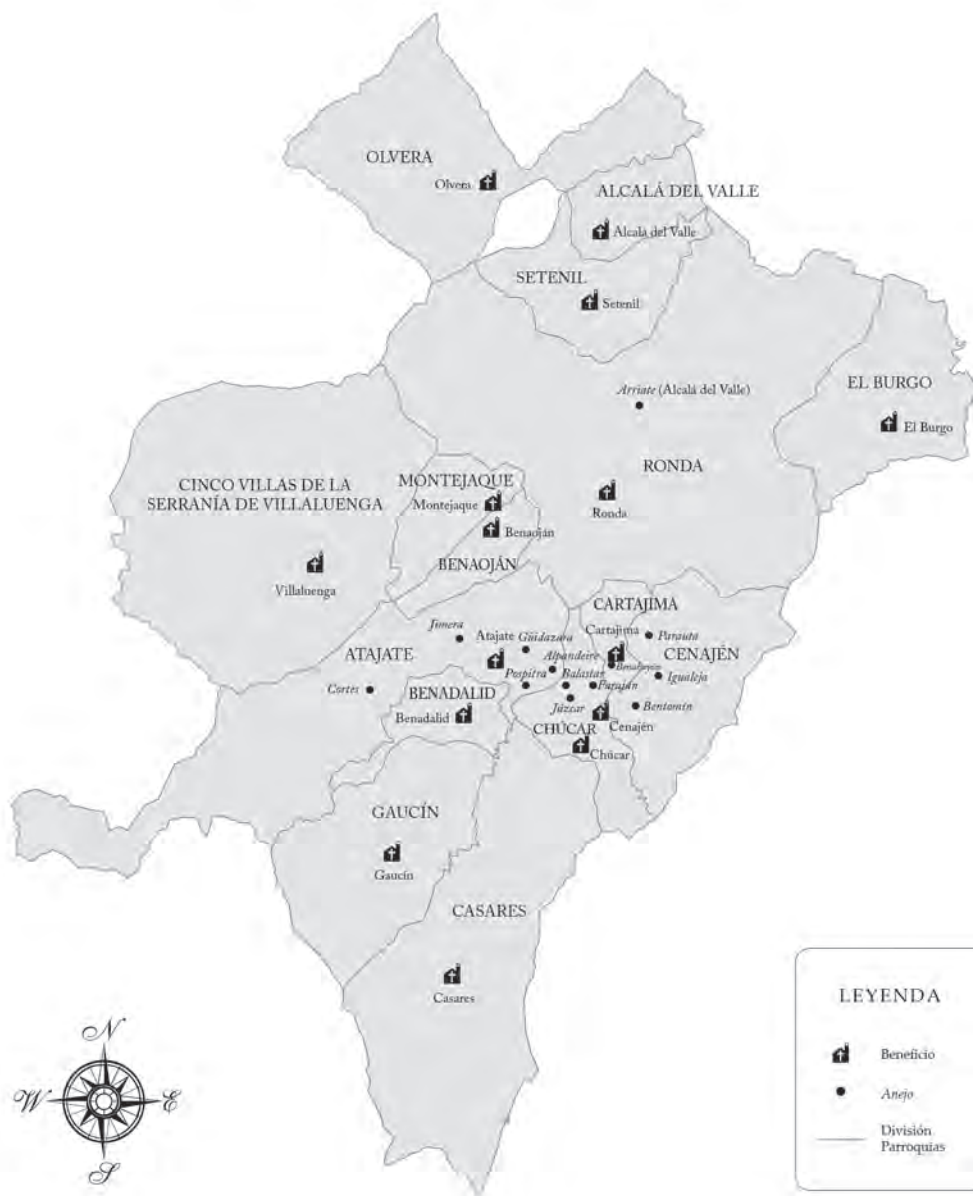 OLVERA
Olvera
ALCALÁ DEL VALLE
Alcalá del Valle
SETENIL
Setenil
EL BURGO
El Burgo
Arriate (Alcalá del Valle)
RONDA
Ronda
CINCO VILLAS DE LA
SERRANÍA DE VILLALUENGA
Villaluenga
MONTEJAQUE
Montejaque
Benaoján
BENAOJÁN
CARTAJIMA
Cartajima
Parauta
CENAJÉN
Igualeja
Bentomín
Jimera
Atajate
Guidazara
ATAJATE
Alpandeire
Pospitra
Balastar
Faraján
Cortes
BENADALID
Benadalid
Júzcar
Cenajén
CHÚCAR
Chúcar
GAUCÍN
Gaucín
CASARES
Casares
LEYENDA
Beneficio
Anejo
División
Parroquias
N
W
E
S